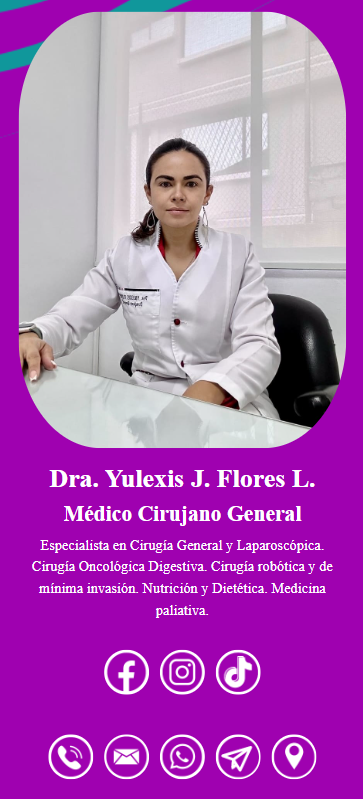 Dra. Yulexis J. Flores L.
Médico Cirujano General
Especialista en Cirugía General y Laparoscópica.
Cirugía Oncológica Digestiva. Cirugía robótica y de
mínima invasión. Nutrición y Dietética. Medicina
paliativa.